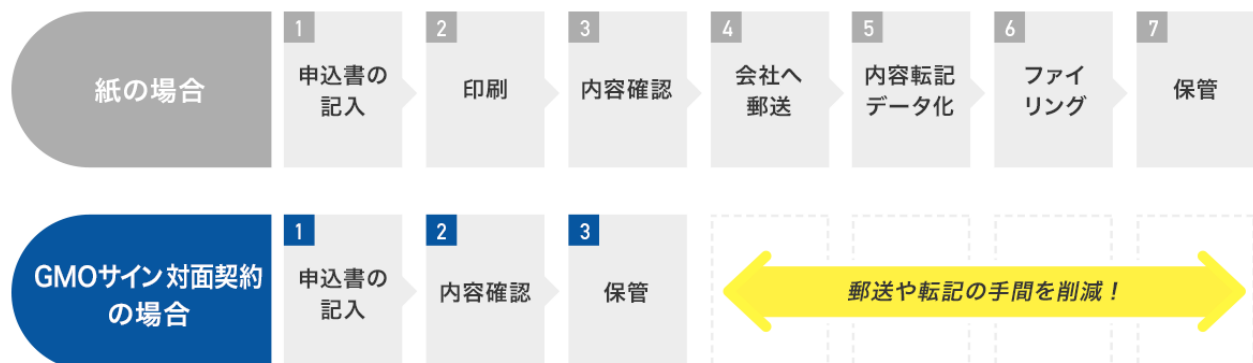 紙の場合
1
申込書の
記入
2
印刷
3
内容確認
4
会社へ
郵送
5
内容転記
データ化
6
ファイ
リング
7
保管
GMOサイン対面契約
の場合
1
申込書の
記入
2
内容確認
3
保管
郵送や転記の手間を削減！